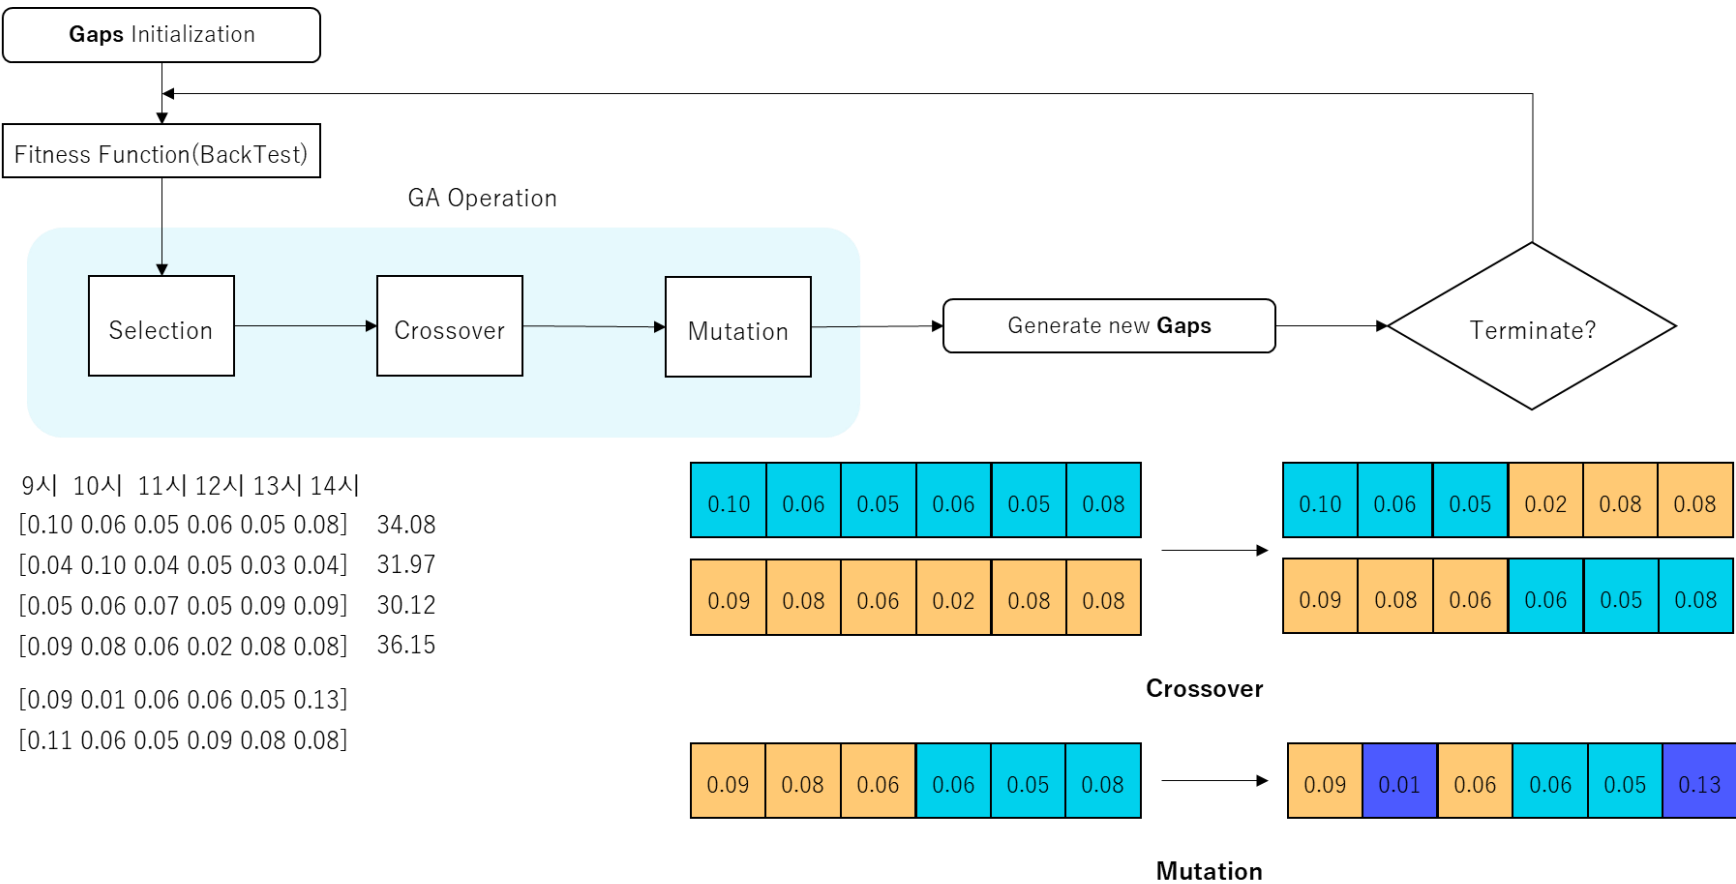 Gaps Initialization
Fitness Function(BackTest)
GA Operation
Selection
Crossover
Mutation
Generate new Gaps
Terminate?
9시 10시 11시 12시 13시 14시
[0.10 0.06 0.05 0.06 0.05 0.08] 34.08
[0.04 0.10 0.04 0.05 0.03 0.04] 31.97
[0.05 0.06 0.07 0.05 0.09 0.09] 30.12
[0.09 0.08 0.06 0.02 0.08 0.08] 36.15
[0.09 0.01 0.06 0.06 0.05 0.13]
[0.11 0.06 0.05 0.09 0.08 0.08]
0.10 0.06 0.05 0.06 0.05 0.08
0.09 0.08 0.06 0.02 0.08 0.08
0.10 0.06 0.05 0.02 0.08 0.08
0.09 0.08 0.06 0.06 0.05 0.08
Crossover
0.09 0.08 0.06 0.06 0.05 0.08
0.09 0.01 0.06 0.06 0.05 0.13
Mutation